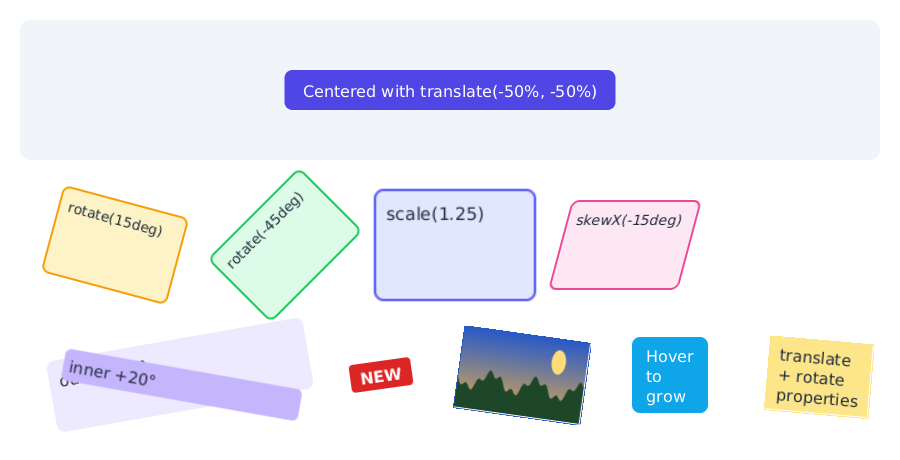 Centered with translate(-50%, -50%)
rotate(15deg)
rotate(-45deg)
scale(1.25)
skewX(-15deg)
inner +20°
NEW
Hover
to
grow
translate
+ rotate
properties